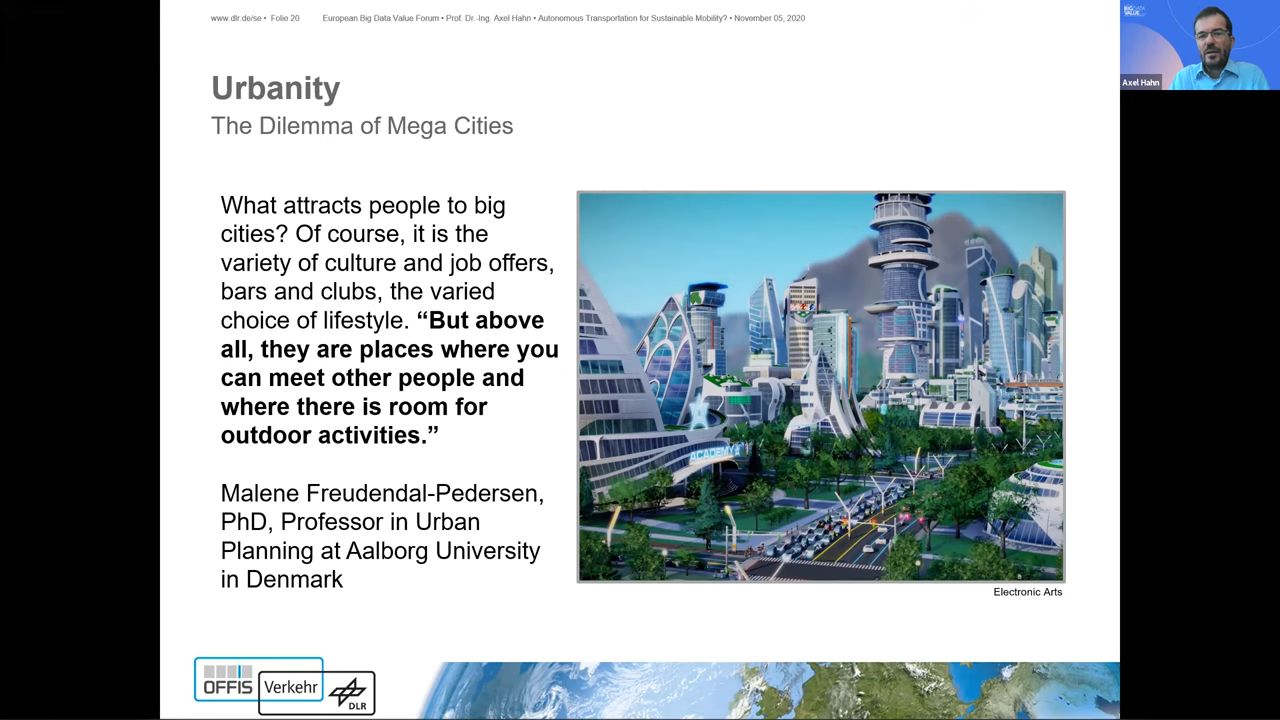 www.dlr.de/se • Folie 20 European Big Data Value Forum • Prof. Dr.-Ing. Axel Hahn • Autonomous Transportation for Sustainable Mobility? • November 05, 2020
BIG DATA
VALUE
Axel Hahn
Urbanity
The Dilemma of Mega Cities
What attracts people to big
cities? Of course, it is the
variety of culture and job offers,
bars and clubs, the varied
choice of lifestyle. “But above
all, they are places where you
can meet other people and
where there is room for
outdoor activities.”
Malene Freudendal-Pedersen,
PhD, Professor in Urban
Planning at Aalborg University
in Denmark
ACADEMY
Electronic Arts
OFFIS
Verkehr
DLR